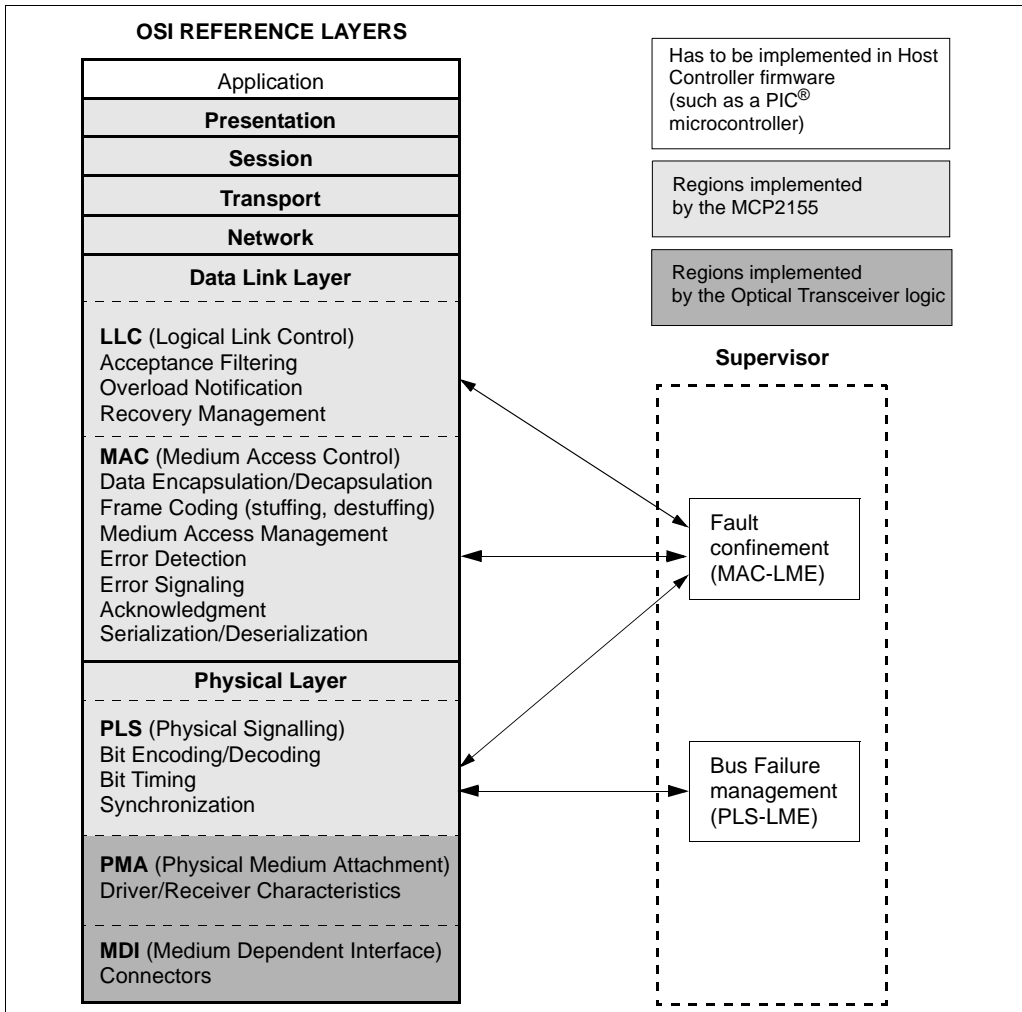 OSI REFERENCE LAYERS
Application
Presentation
Session
Transport
Network
Data Link Layer
LLC (Logical Link Control)
Acceptance Filtering
Overload Notification
Recovery Management
MAC (Medium Access Control)
Data Encapsulation/Decapsulation
Frame Coding (stuffing, destuffing)
Medium Access Management
Error Detection
Error Signaling
Acknowledgment
Serialization/Deserialization
Physical Layer
PLS (Physical Signalling)
Bit Encoding/Decoding
Bit Timing
Synchronization
PMA (Physical Medium Attachment)
Driver/Receiver Characteristics
MDI (Medium Dependent Interface)
Connectors
Has to be implemented in Host
Controller firmware
(such as a PIC®
microcontroller)
Regions implemented
by the MCP2155
Regions implemented
by the Optical Transceiver logic
Supervisor
Fault
confinement
(MAC-LME)
Bus Failure
management
(PLS-LME)